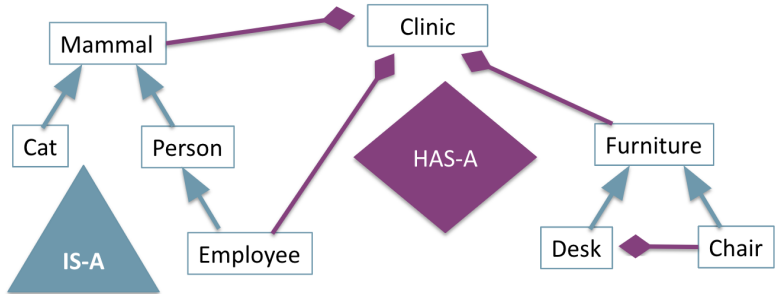 Clinic
Mammal
Cat
Person
HAS-A
Furniture
IS-A
Employee
Desk
Chair